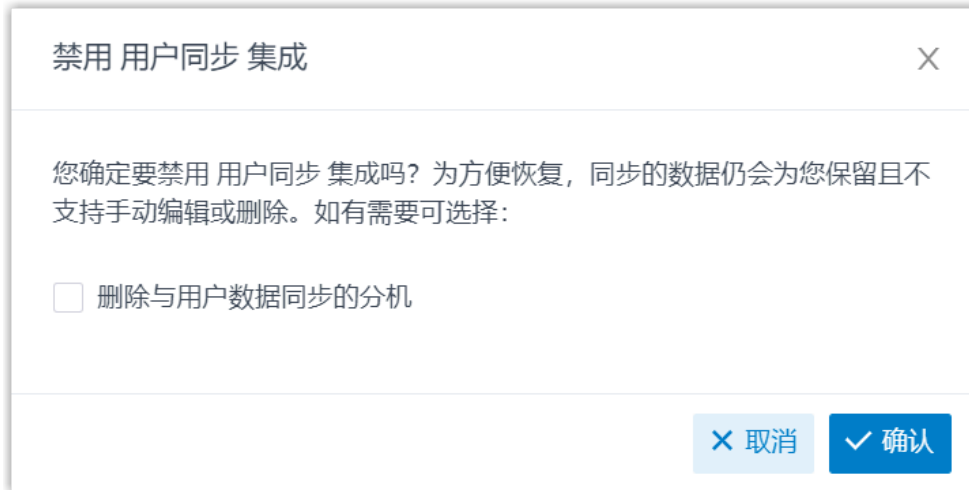 禁用 用户同步 集成
您确定要禁用 用户同步 集成吗？为方便恢复，同步的数据仍会为您保留且不
支持手动编辑或删除。如有需要可选择：
删除与用户数据同步的分机
取消
确认